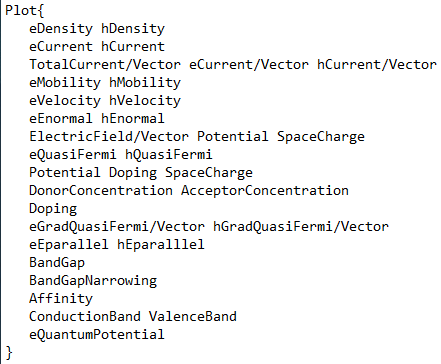 Plot{
eDensity hDensity
eCurrent hCurrent
TotalCurrent/Vector eCurrent/Vector hCurrent/Vector
eMobility hMobility
eVelocity hVelocity
eEnormal hEnormal
ElectricField/Vector Potential SpaceCharge
eQuasiFermi hQuasiFermi
Potential Doping SpaceCharge
DonorConcentration AcceptorConcentration
Doping
eGradQuasiFermi/Vector hGradQuasiFermi/Vector
eEparallel hEparalllel
BandGap
BandGapNarrowing
Affinity
ConductionBand ValenceBand
eQuantumPotential
}